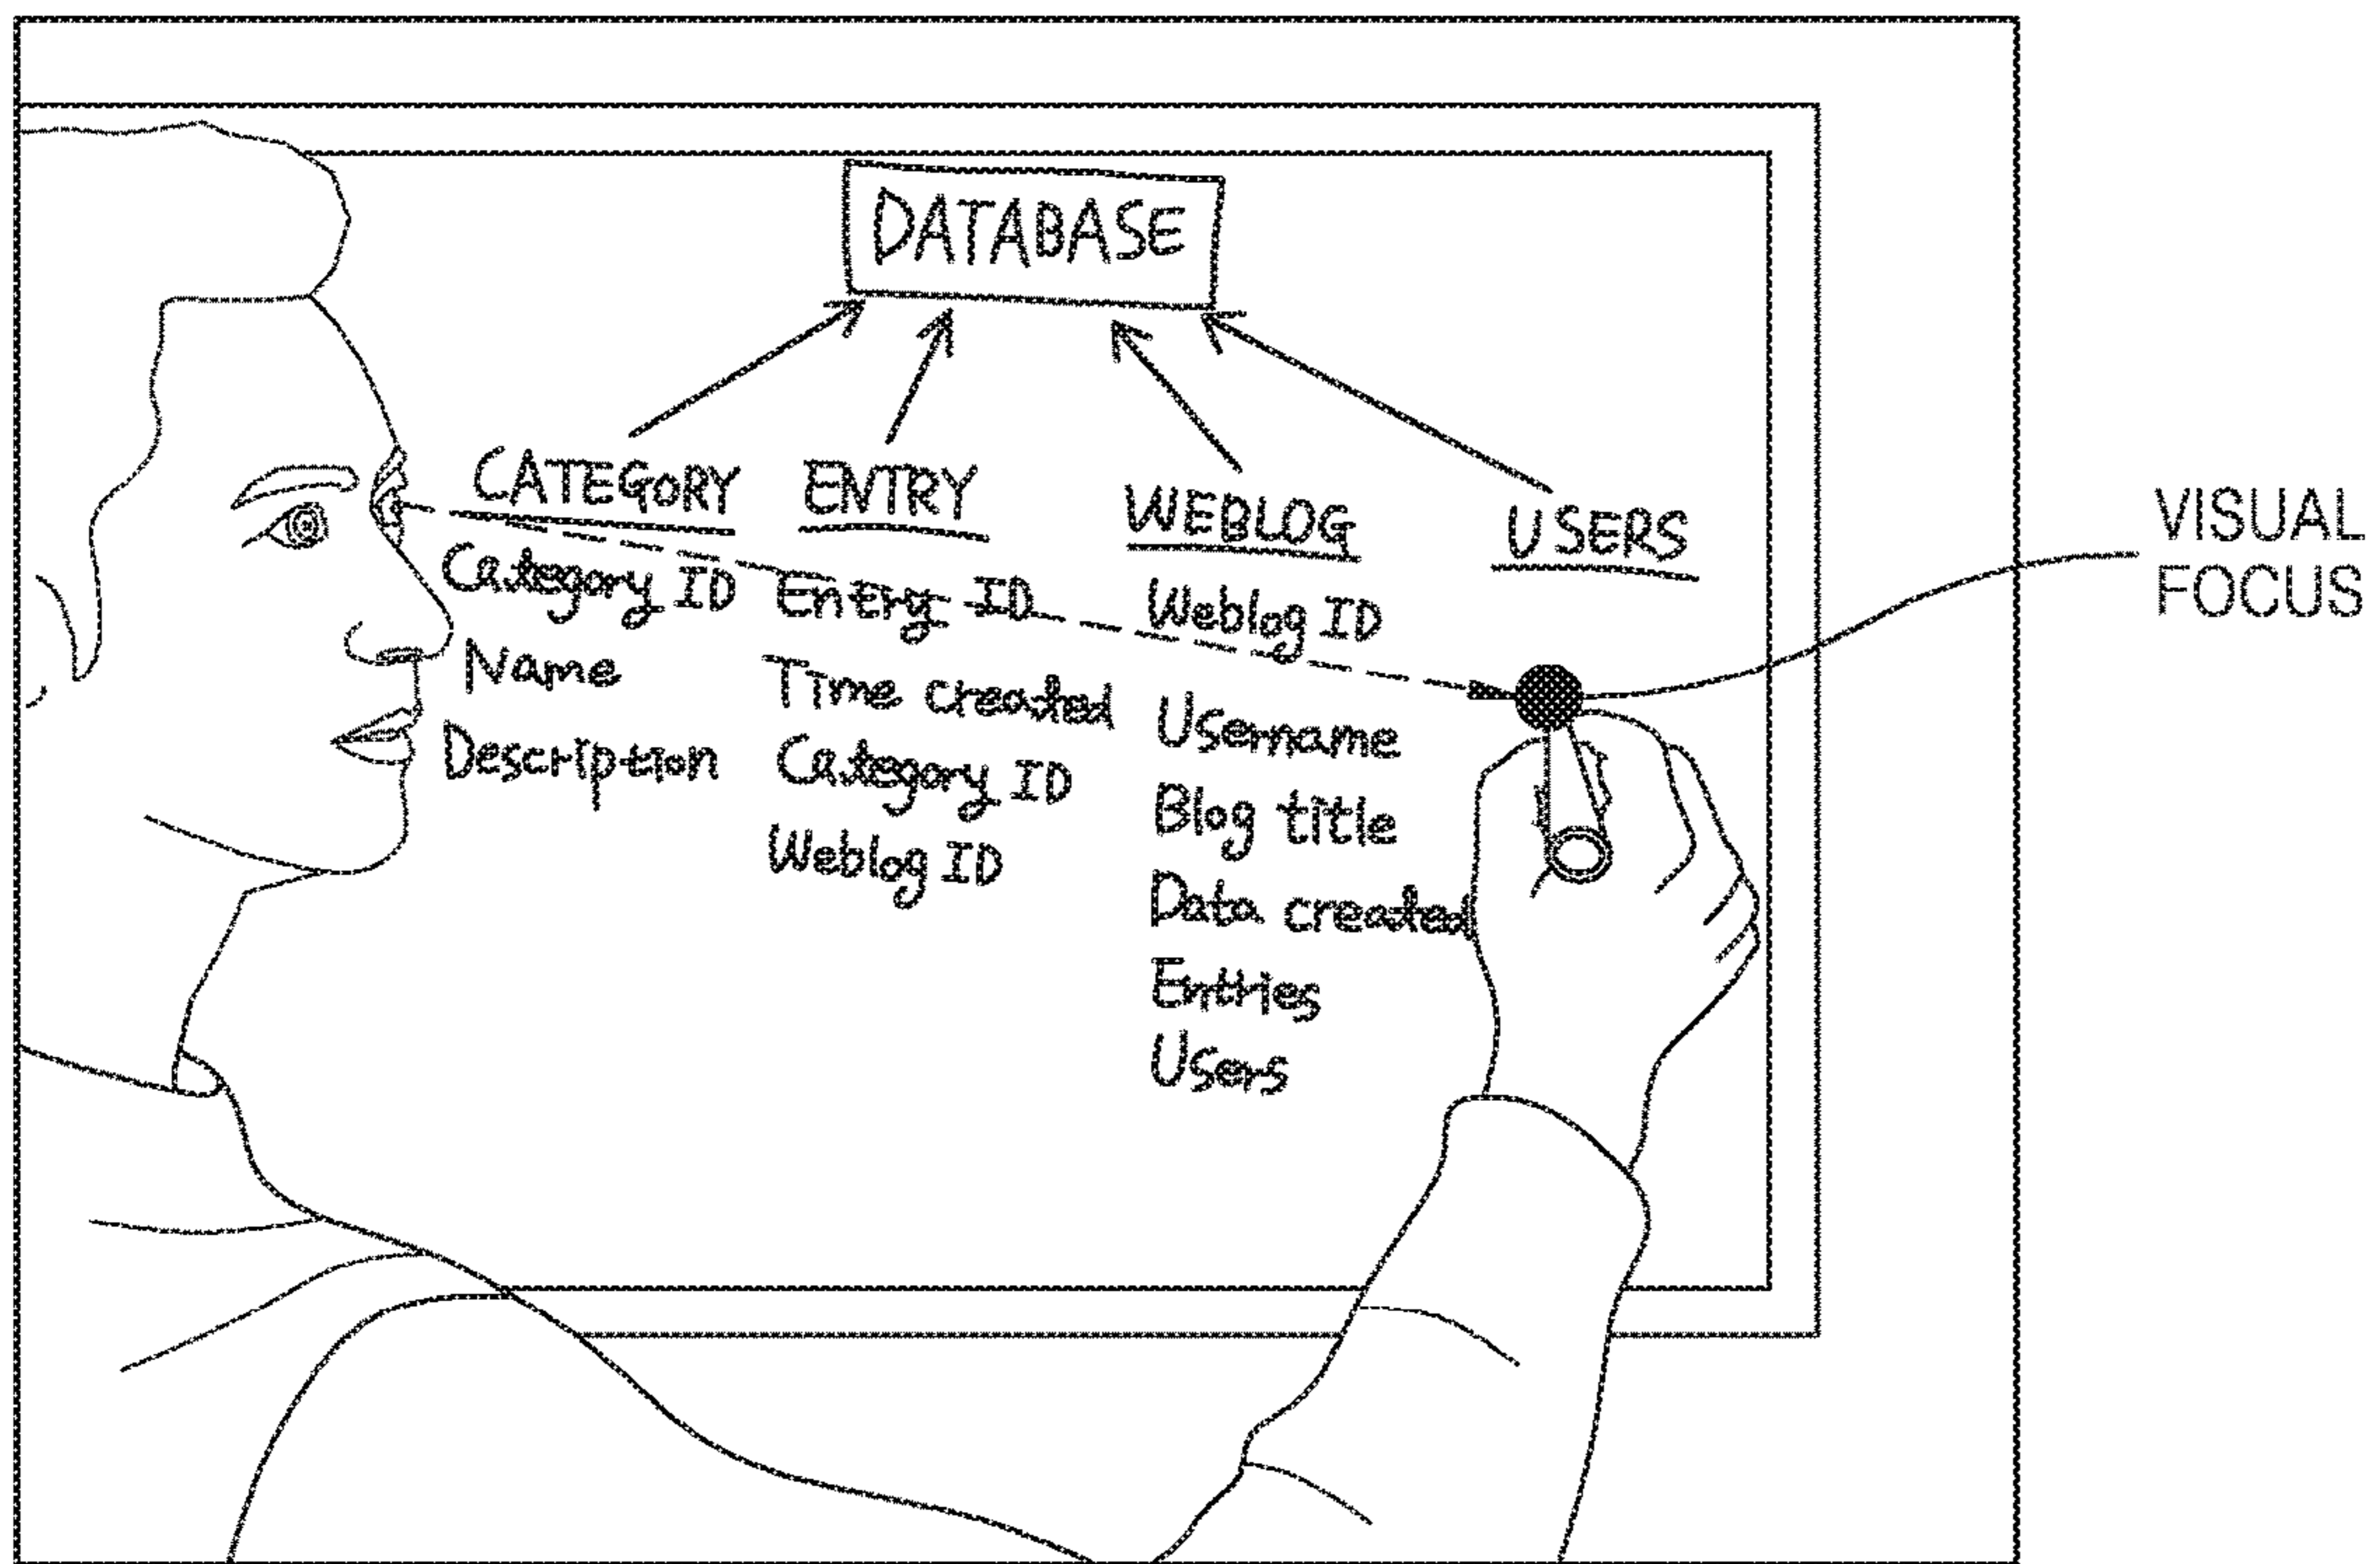 DATABASE
CATEGORY
Category ID
Name
Description
ENTRY
Entry ID
Time created
Category ID
Weblog ID
WEBLOG
Weblog ID
Username
Blog title
Data created
Entries
Users
USERS
VISUAL
FOCUS